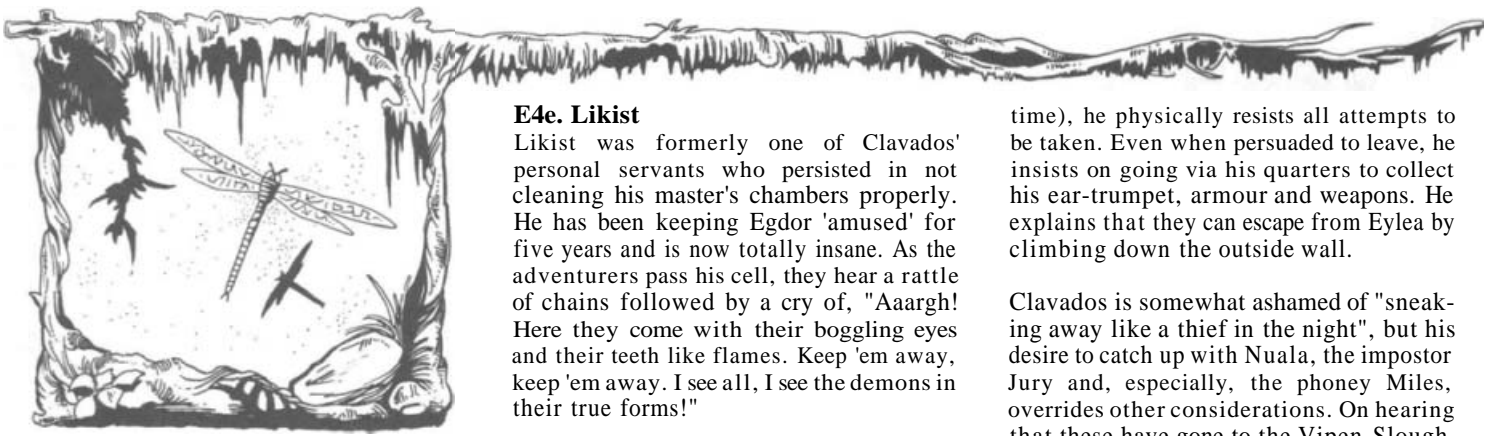 E4e. Likist
Likist was formerly one of Clavados'
personal servants who persisted in not
cleaning his master's chambers properly.
He has been keeping Egdor 'amused' for
five years and is now totally insane. As the
adventurers pass his cell, they hear a rattle
of chains followed by a cry of, "Aaargh!
Here they come with their boggling eyes
and their teeth like flames. Keep 'em away,
keep 'em away. I see all, I see the demons in
their true forms!"
time), he physically resists all attempts to
be taken. Even when persuaded to leave, he
insists on going via his quarters to collect
his ear-trumpet, armour and weapons. He
explains that they can escape from Eylea by
climbing down the outside wall.
Clavados is somewhat ashamed of "sneak-
ing away like a thief in the night", but his
desire to catch up with Nuala, the impostor
Jury and, especially, the phoney Miles,
overrides other considerations. On hearing
that these have gone to the Vipen Slough